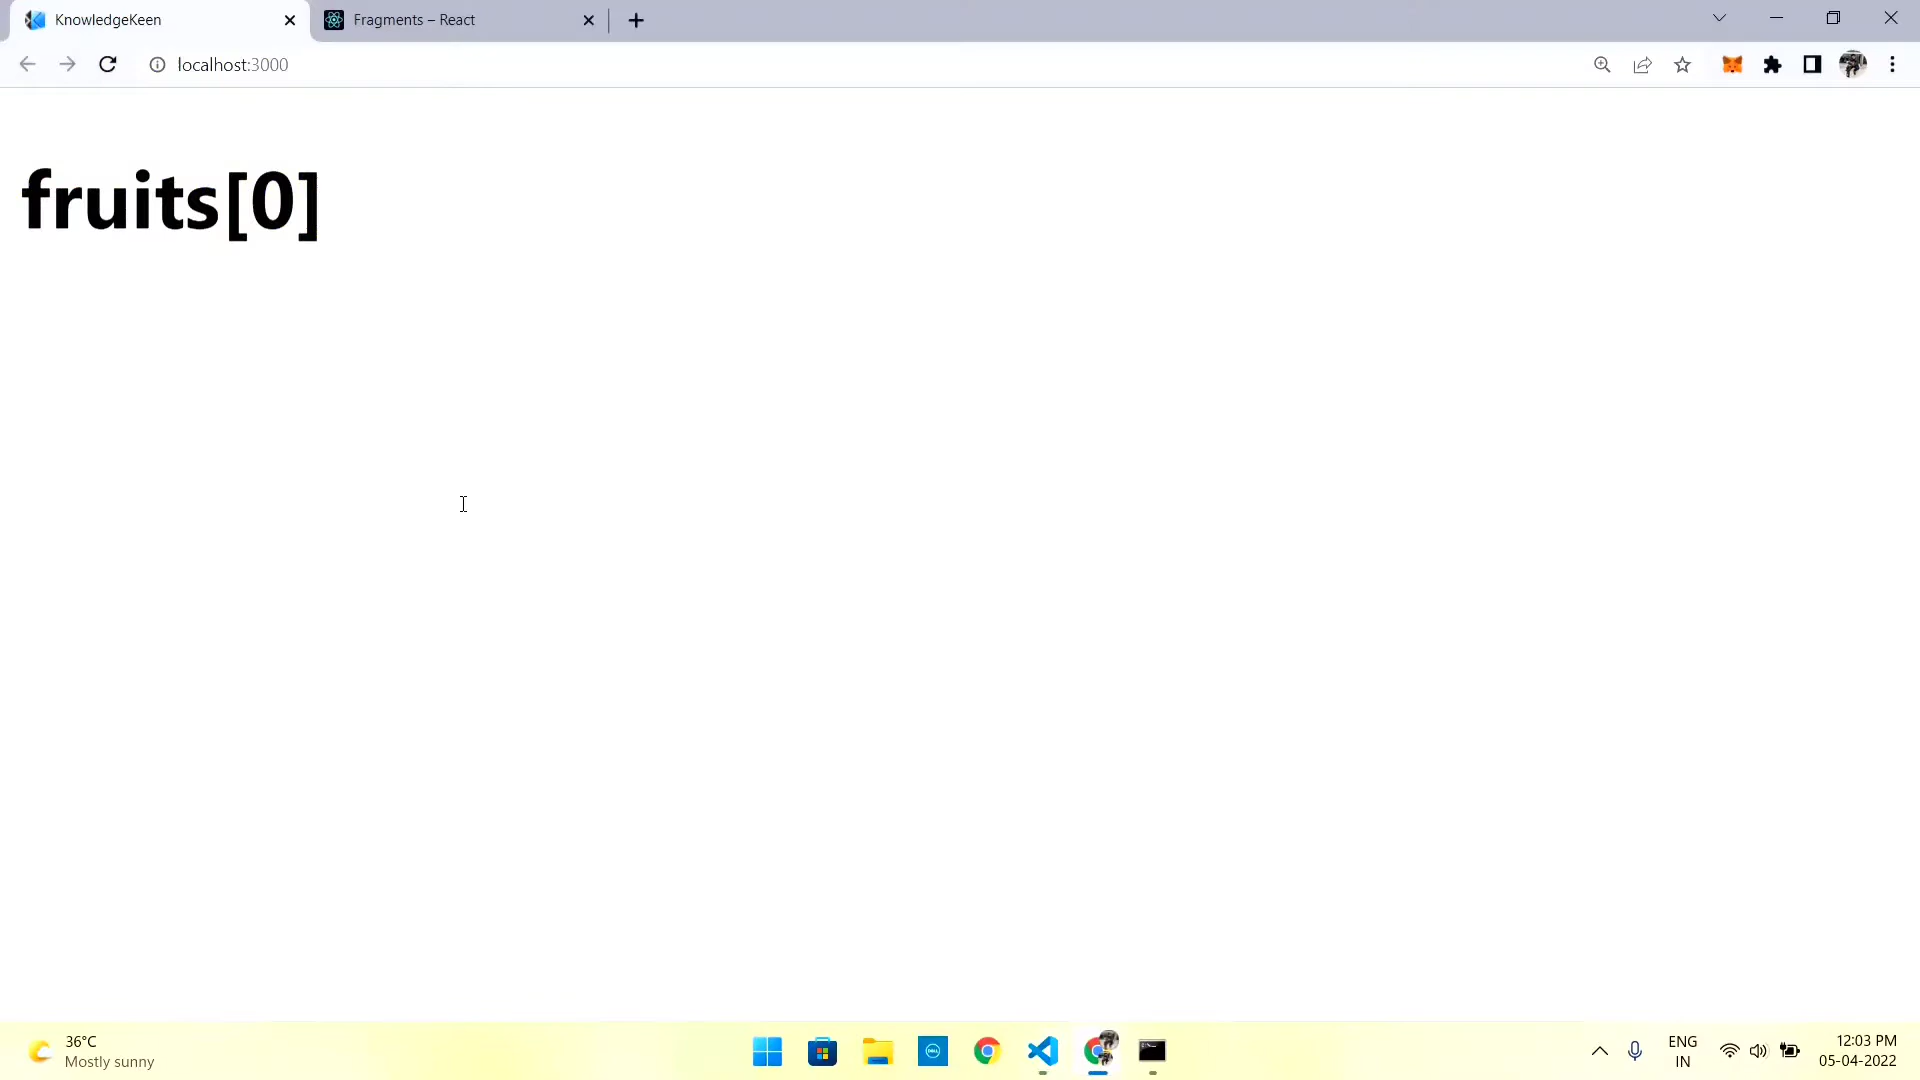 KnowledgeKeen
Fragments – React
localhost:3000
fruits[0]
36°C
Mostly sunny
ENG
IN
12:03 PM
05-04-2022